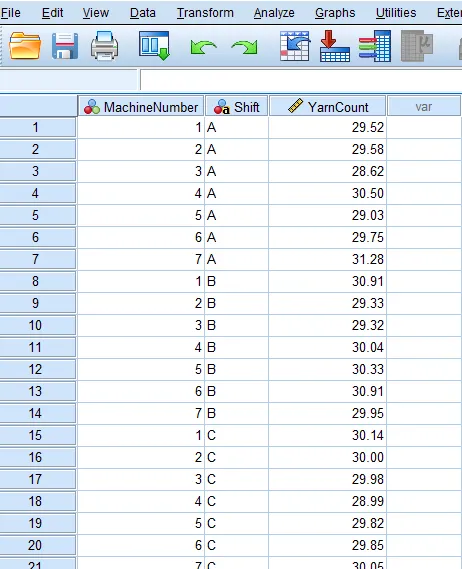 File Edit View Data Transform Analyze Graphs Utilities Exter
MachineNumber Shift YarnCount var
1 1 A 29.52
2 2 A 29.58
3 3 A 28.62
4 4 A 30.50
5 5 A 29.03
6 6 A 29.75
7 7 A 31.28
8 1 B 30.91
9 2 B 29.33
10 3 B 29.32
11 4 B 30.04
12 5 B 30.33
13 6 B 30.91
14 7 B 29.95
15 1 C 30.14
16 2 C 30.00
17 3 C 29.98
18 4 C 28.99
19 5 C 29.82
20 6 C 29.85
21 7 C 30.05